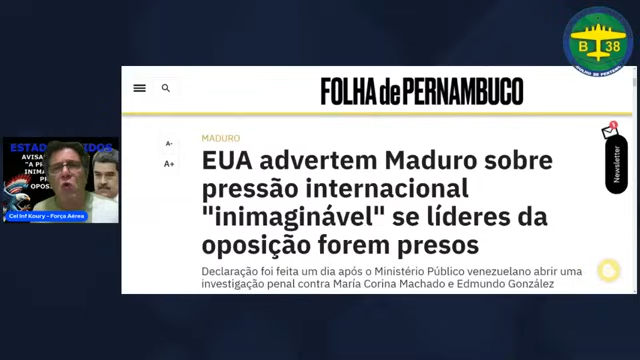 B 38
FOLHA de PERNAMBUCO
A-
A+
MADURO
EUA advertem Maduro sobre
pressão internacional
"inimaginável" se líderes da
oposição forem presos
Declaração foi feita um dia após o Ministério Público venezuelano abrir uma
investigação penal contra María Corina Machado e Edmundo González
Newsletter
Cel Inf Koury - Força Aérea